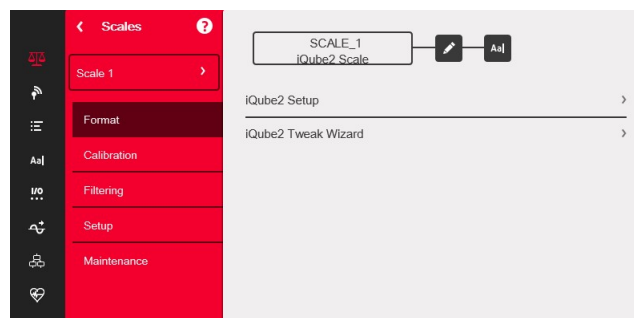 Scales
?
Scale 1
Format
Calibration
Filtering
Setup
Maintenance
Aa
I/O
SCALE_1
iQube2 Scale
Aa
iQube2 Setup
iQube2 Tweak Wizard